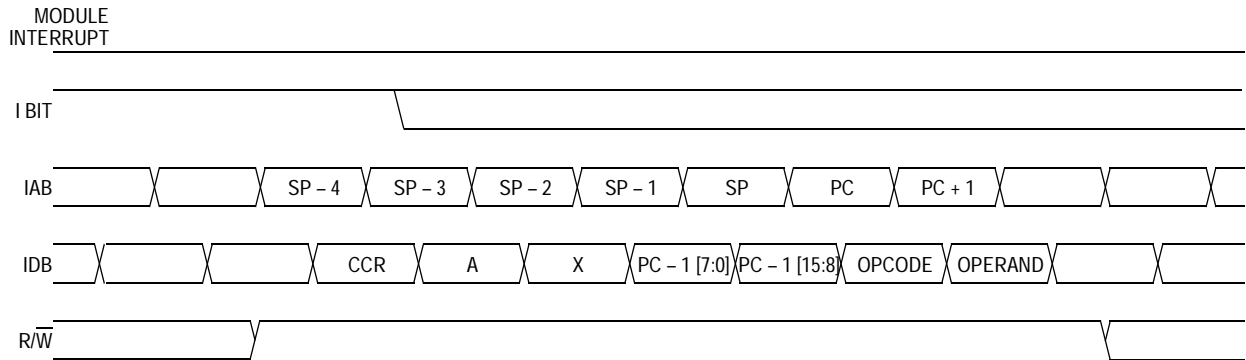 MODULE
INTERRUPT
I BIT
IAB SP – 4 SP – 3 SP – 2 SP – 1 SP PC PC + 1
IDB CCR A X PC – 1 [7:0] PC – 1 [15:8] OPCODE OPERAND
R/W̅